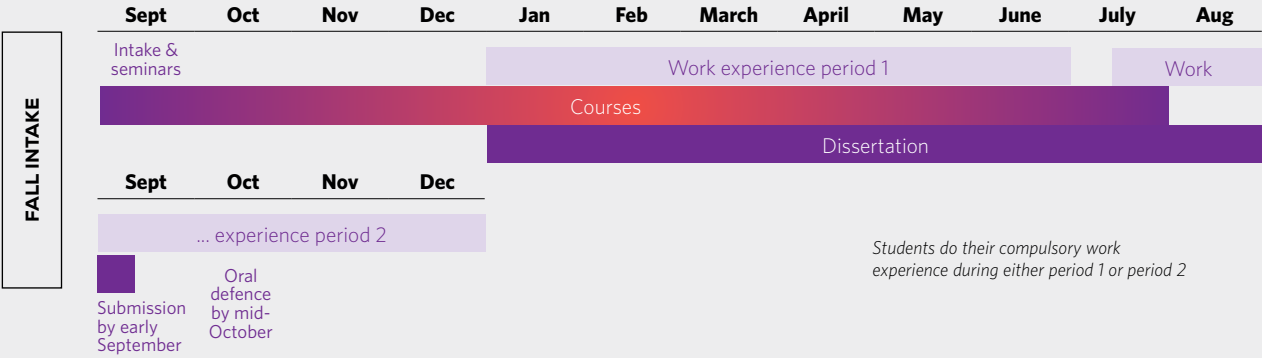 Sept Oct Nov Dec Jan Feb March April May June July Aug
FALL INTAKE
Intake &
seminars
Work experience period 1
Work
Courses
Dissertation
Sept Oct Nov Dec
... experience period 2
Submission
by early
September
Oral
defence
by mid-
October
Students do their compulsory work
experience during either period 1 or period 2